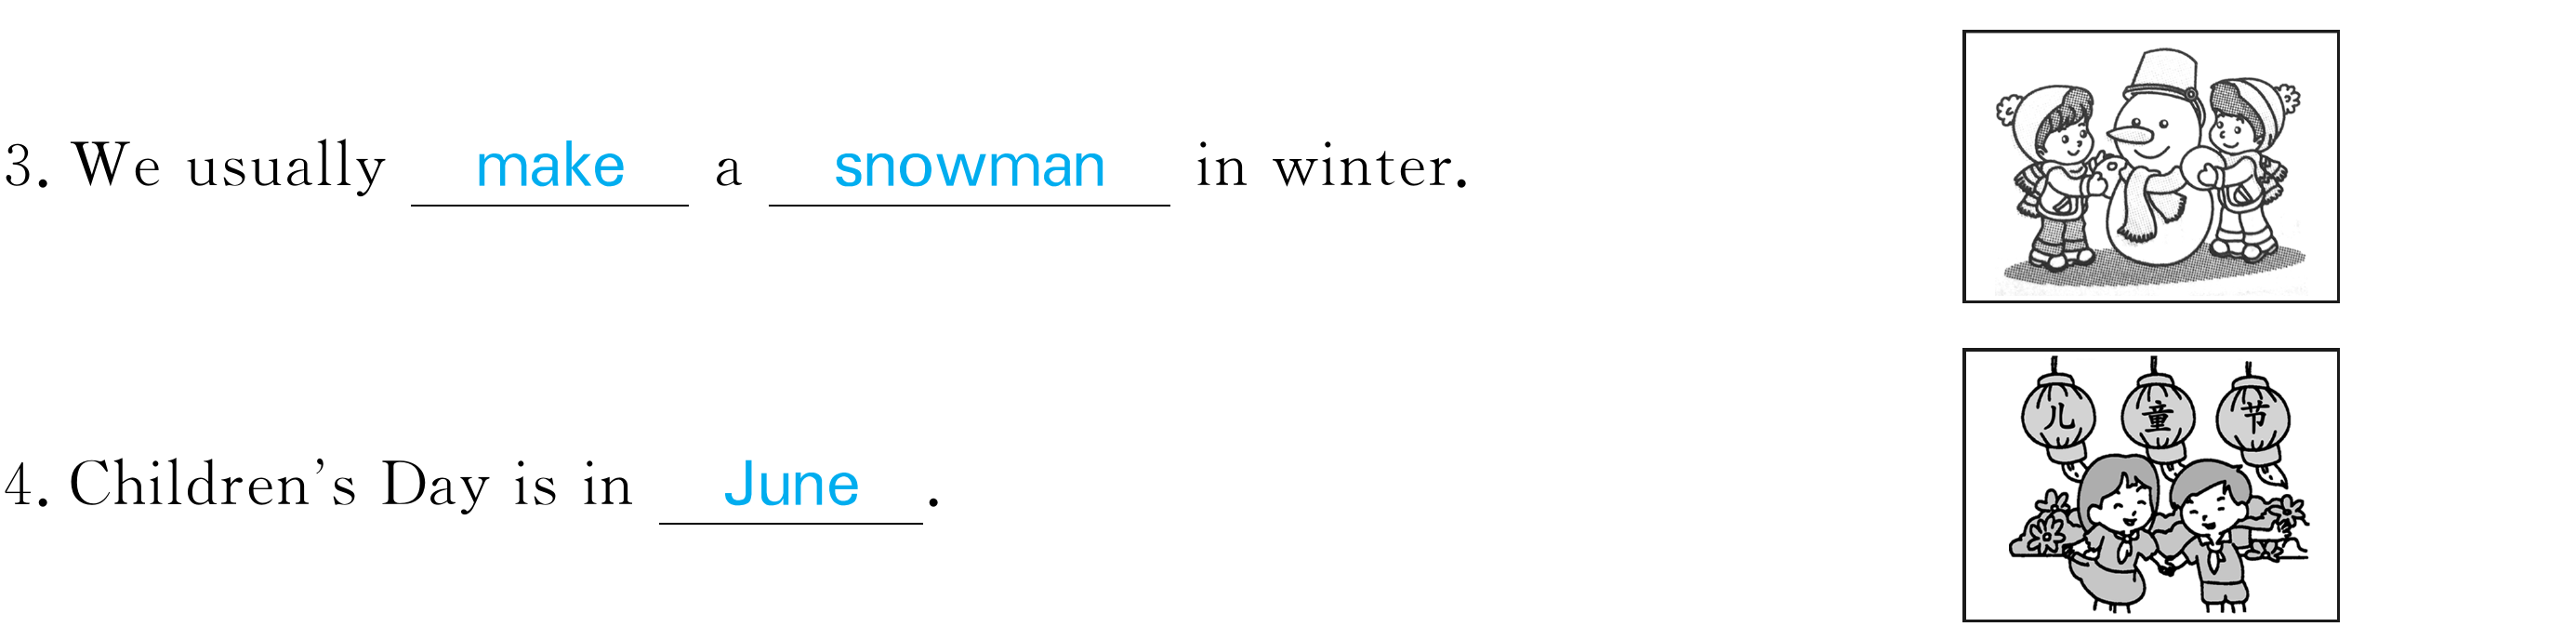 3. We usually make a snowman in winter.
儿 童 节
4. Children's Day is in June.